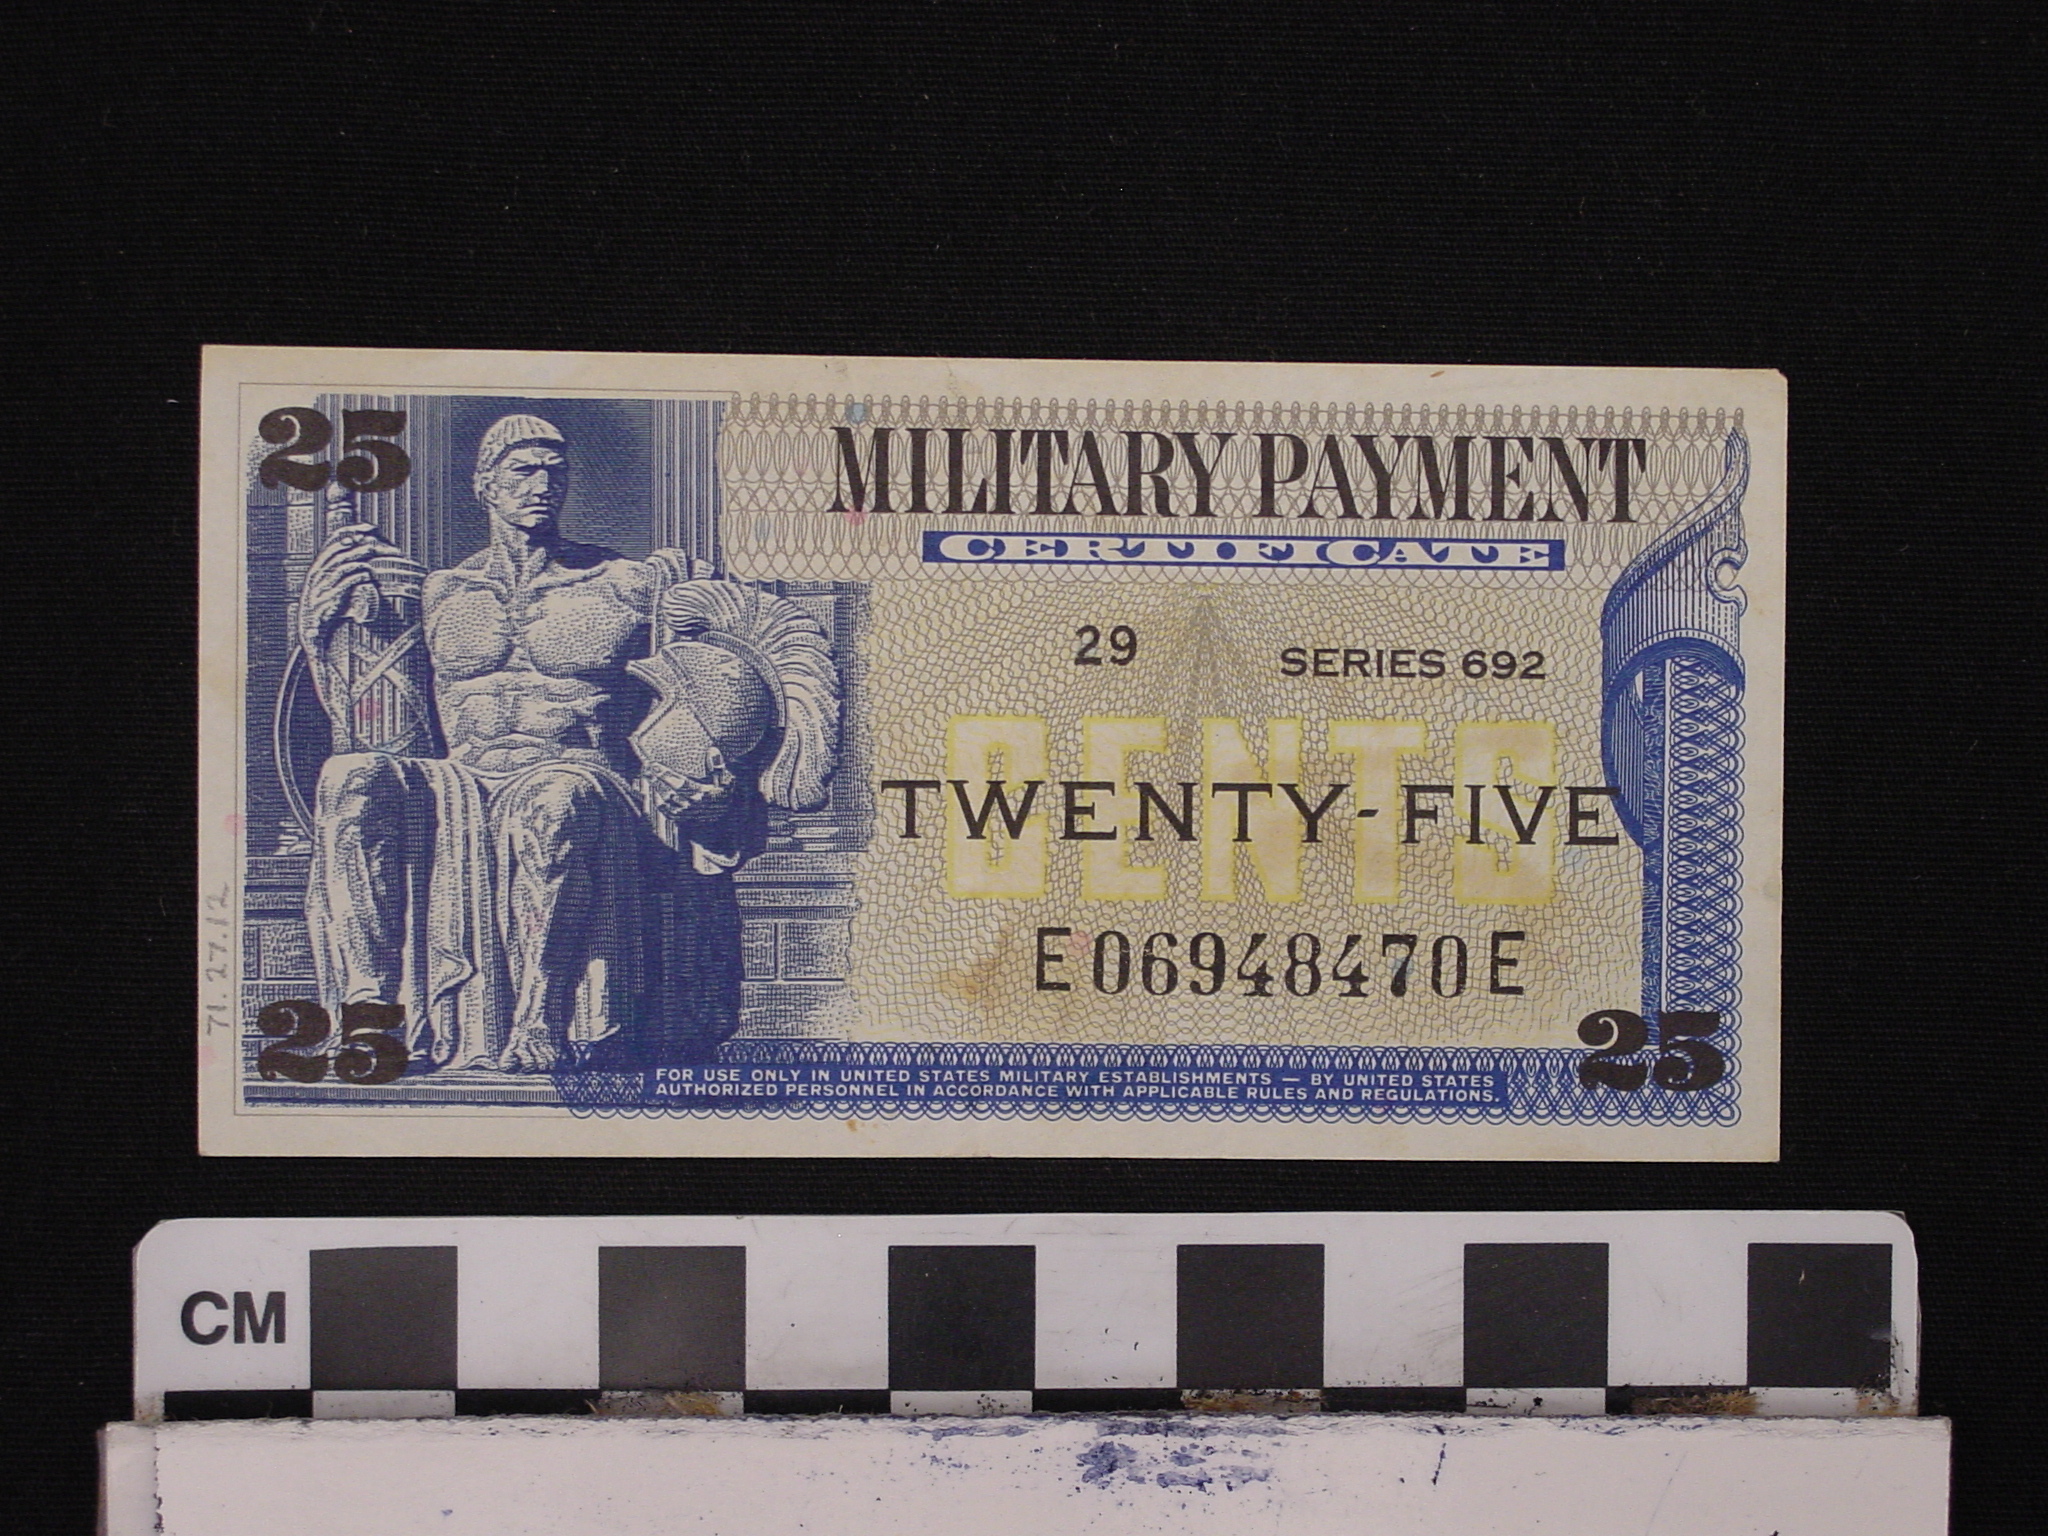 25
MILITARY PAYMENT
CERTIFICATE
29
SERIES 692
CENTS
TWENTY-FIVE
E06948470E
71.27.12
25
25
FOR USE ONLY IN UNITED STATES MILITARY ESTABLISHMENTS — BY UNITED STATES
AUTHORIZED PERSONNEL IN ACCORDANCE WITH APPLICABLE RULES AND REGULATIONS.
CM